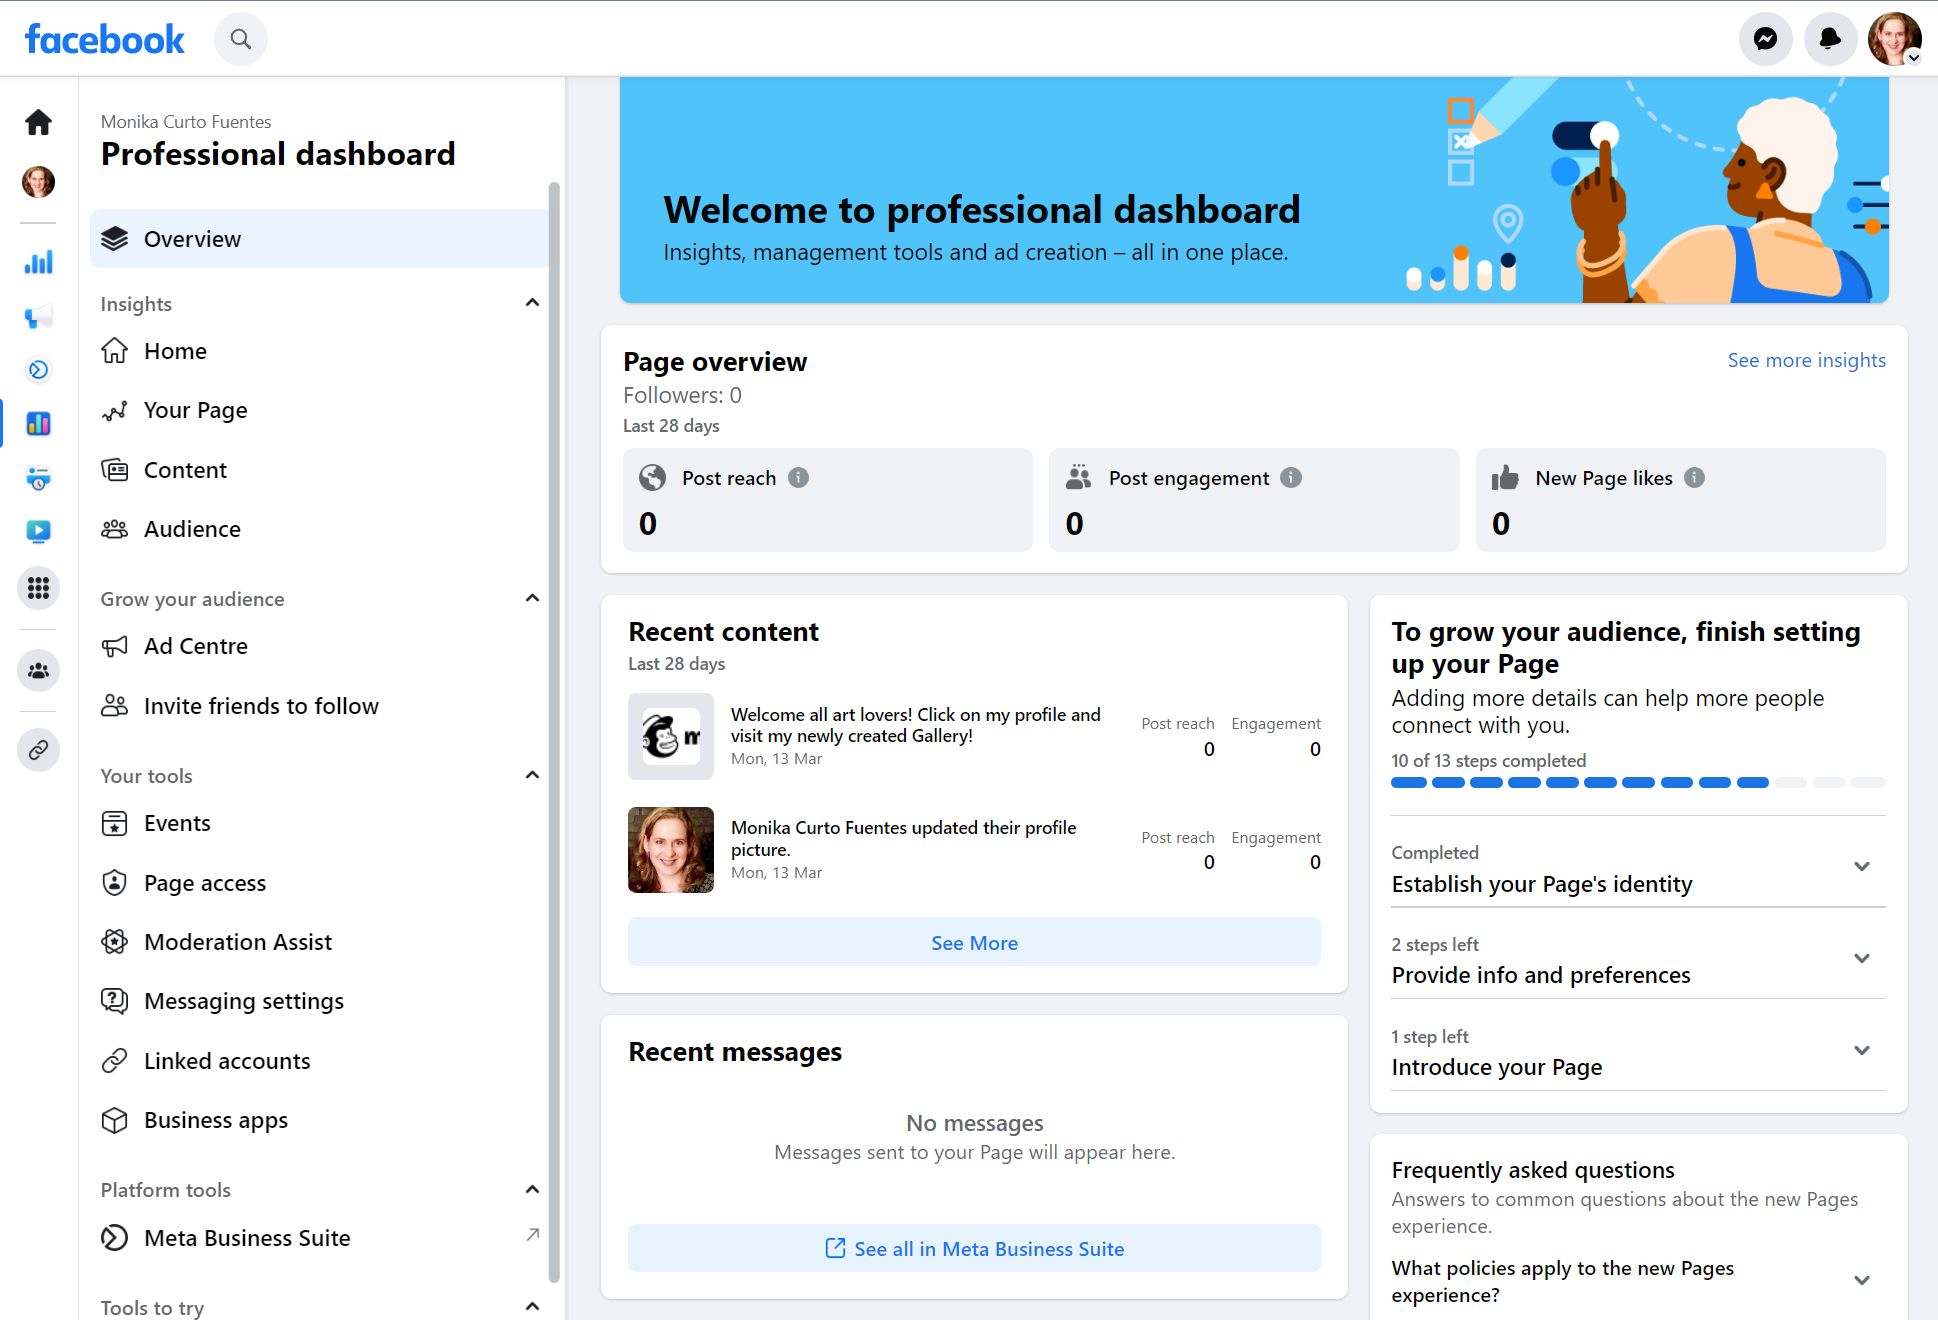 facebook
Monika Curto Fuentes
Professional dashboard
Overview
Insights
Home
Your Page
Content
Audience
Grow your audience
Ad Centre
Invite friends to follow
Your tools
Events
Page access
Moderation Assist
Messaging settings
Linked accounts
Business apps
Platform tools
Meta Business Suite
Tools to try
Welcome to professional dashboard
Insights, management tools and ad creation – all in one place.
Page overview
See more insights
Followers: 0
Last 28 days
Post reach
0
Post engagement
0
New Page likes
0
Recent content
Last 28 days
Welcome all art lovers! Click on my profile and
visit my newly created Gallery!
Mon, 13 Mar
Post reach
0
Engagement
0
Monika Curto Fuentes updated their profile
picture.
Mon, 13 Mar
Post reach
0
Engagement
0
See More
Recent messages
No messages
Messages sent to your Page will appear here.
See all in Meta Business Suite
To grow your audience, finish setting
up your Page
Adding more details can help more people
connect with you.
10 of 13 steps completed
Completed
Establish your Page's identity
2 steps left
Provide info and preferences
1 step left
Introduce your Page
Frequently asked questions
Answers to common questions about the new Pages
experience.
What policies apply to the new Pages
experience?